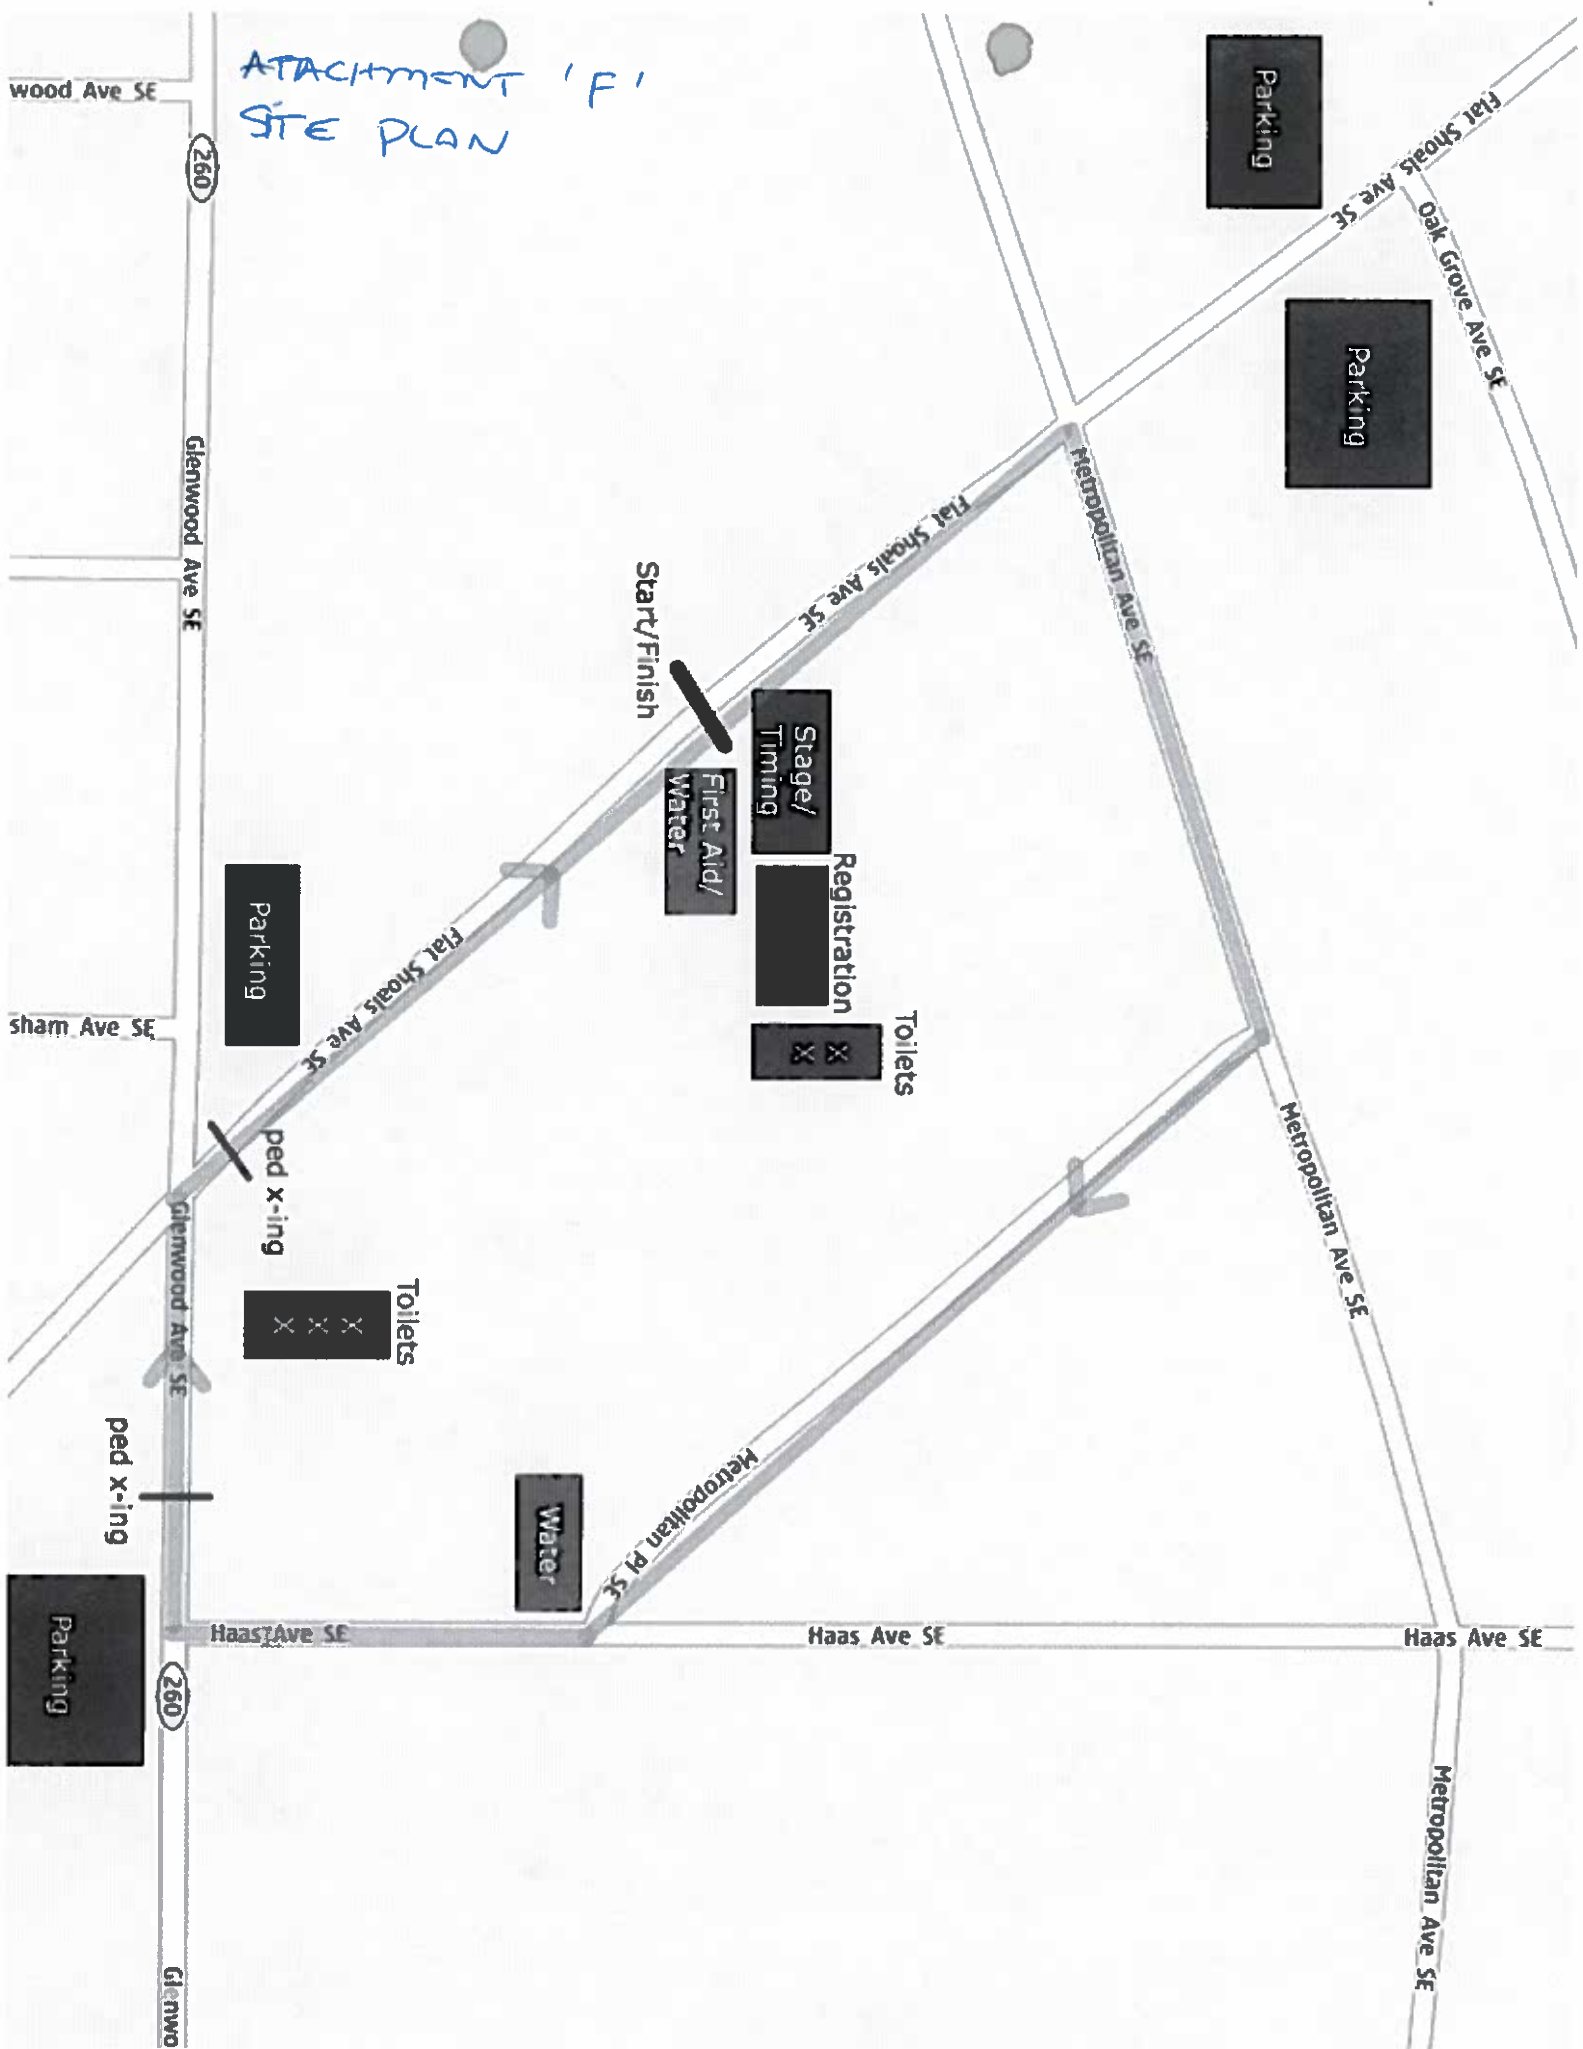 ATACHMENT 'F'
SITE PLAN
wood Ave SE
260
Glenwood Ave SE
sham Ave SE
Parking
Flat Shoals Ave SE
Oak Grove Ave SE
Parking
Metropolitan Ave SE
Flat Shoals Ave SE
Start/Finish
Stage/
Timing
First Aid/
Water
Registration
Toilets
X X
Parking
Flat Shoals Ave SE
ped x-ing
Glenwood Ave SE
Toilets
X X X
ped x-ing
Metropolitan Ave SE
Metropolitan Pl SE
Water
Haas Ave SE
Haas Ave SE
Haas Ave SE
Parking
260
Metropolitan Ave SE
Glenwo